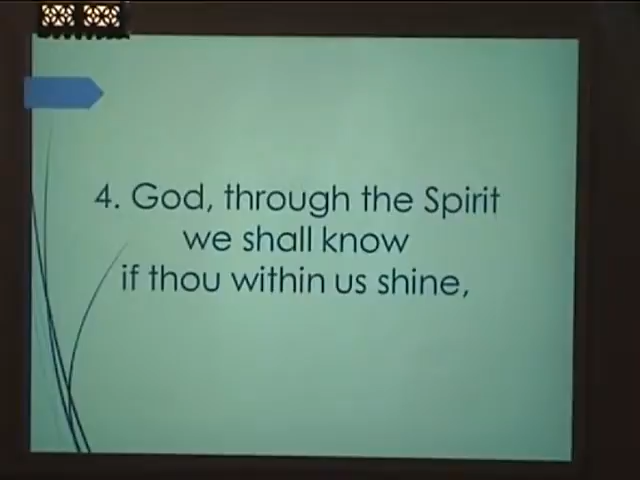 4. God, through the Spirit
we shall know
if thou within us shine,